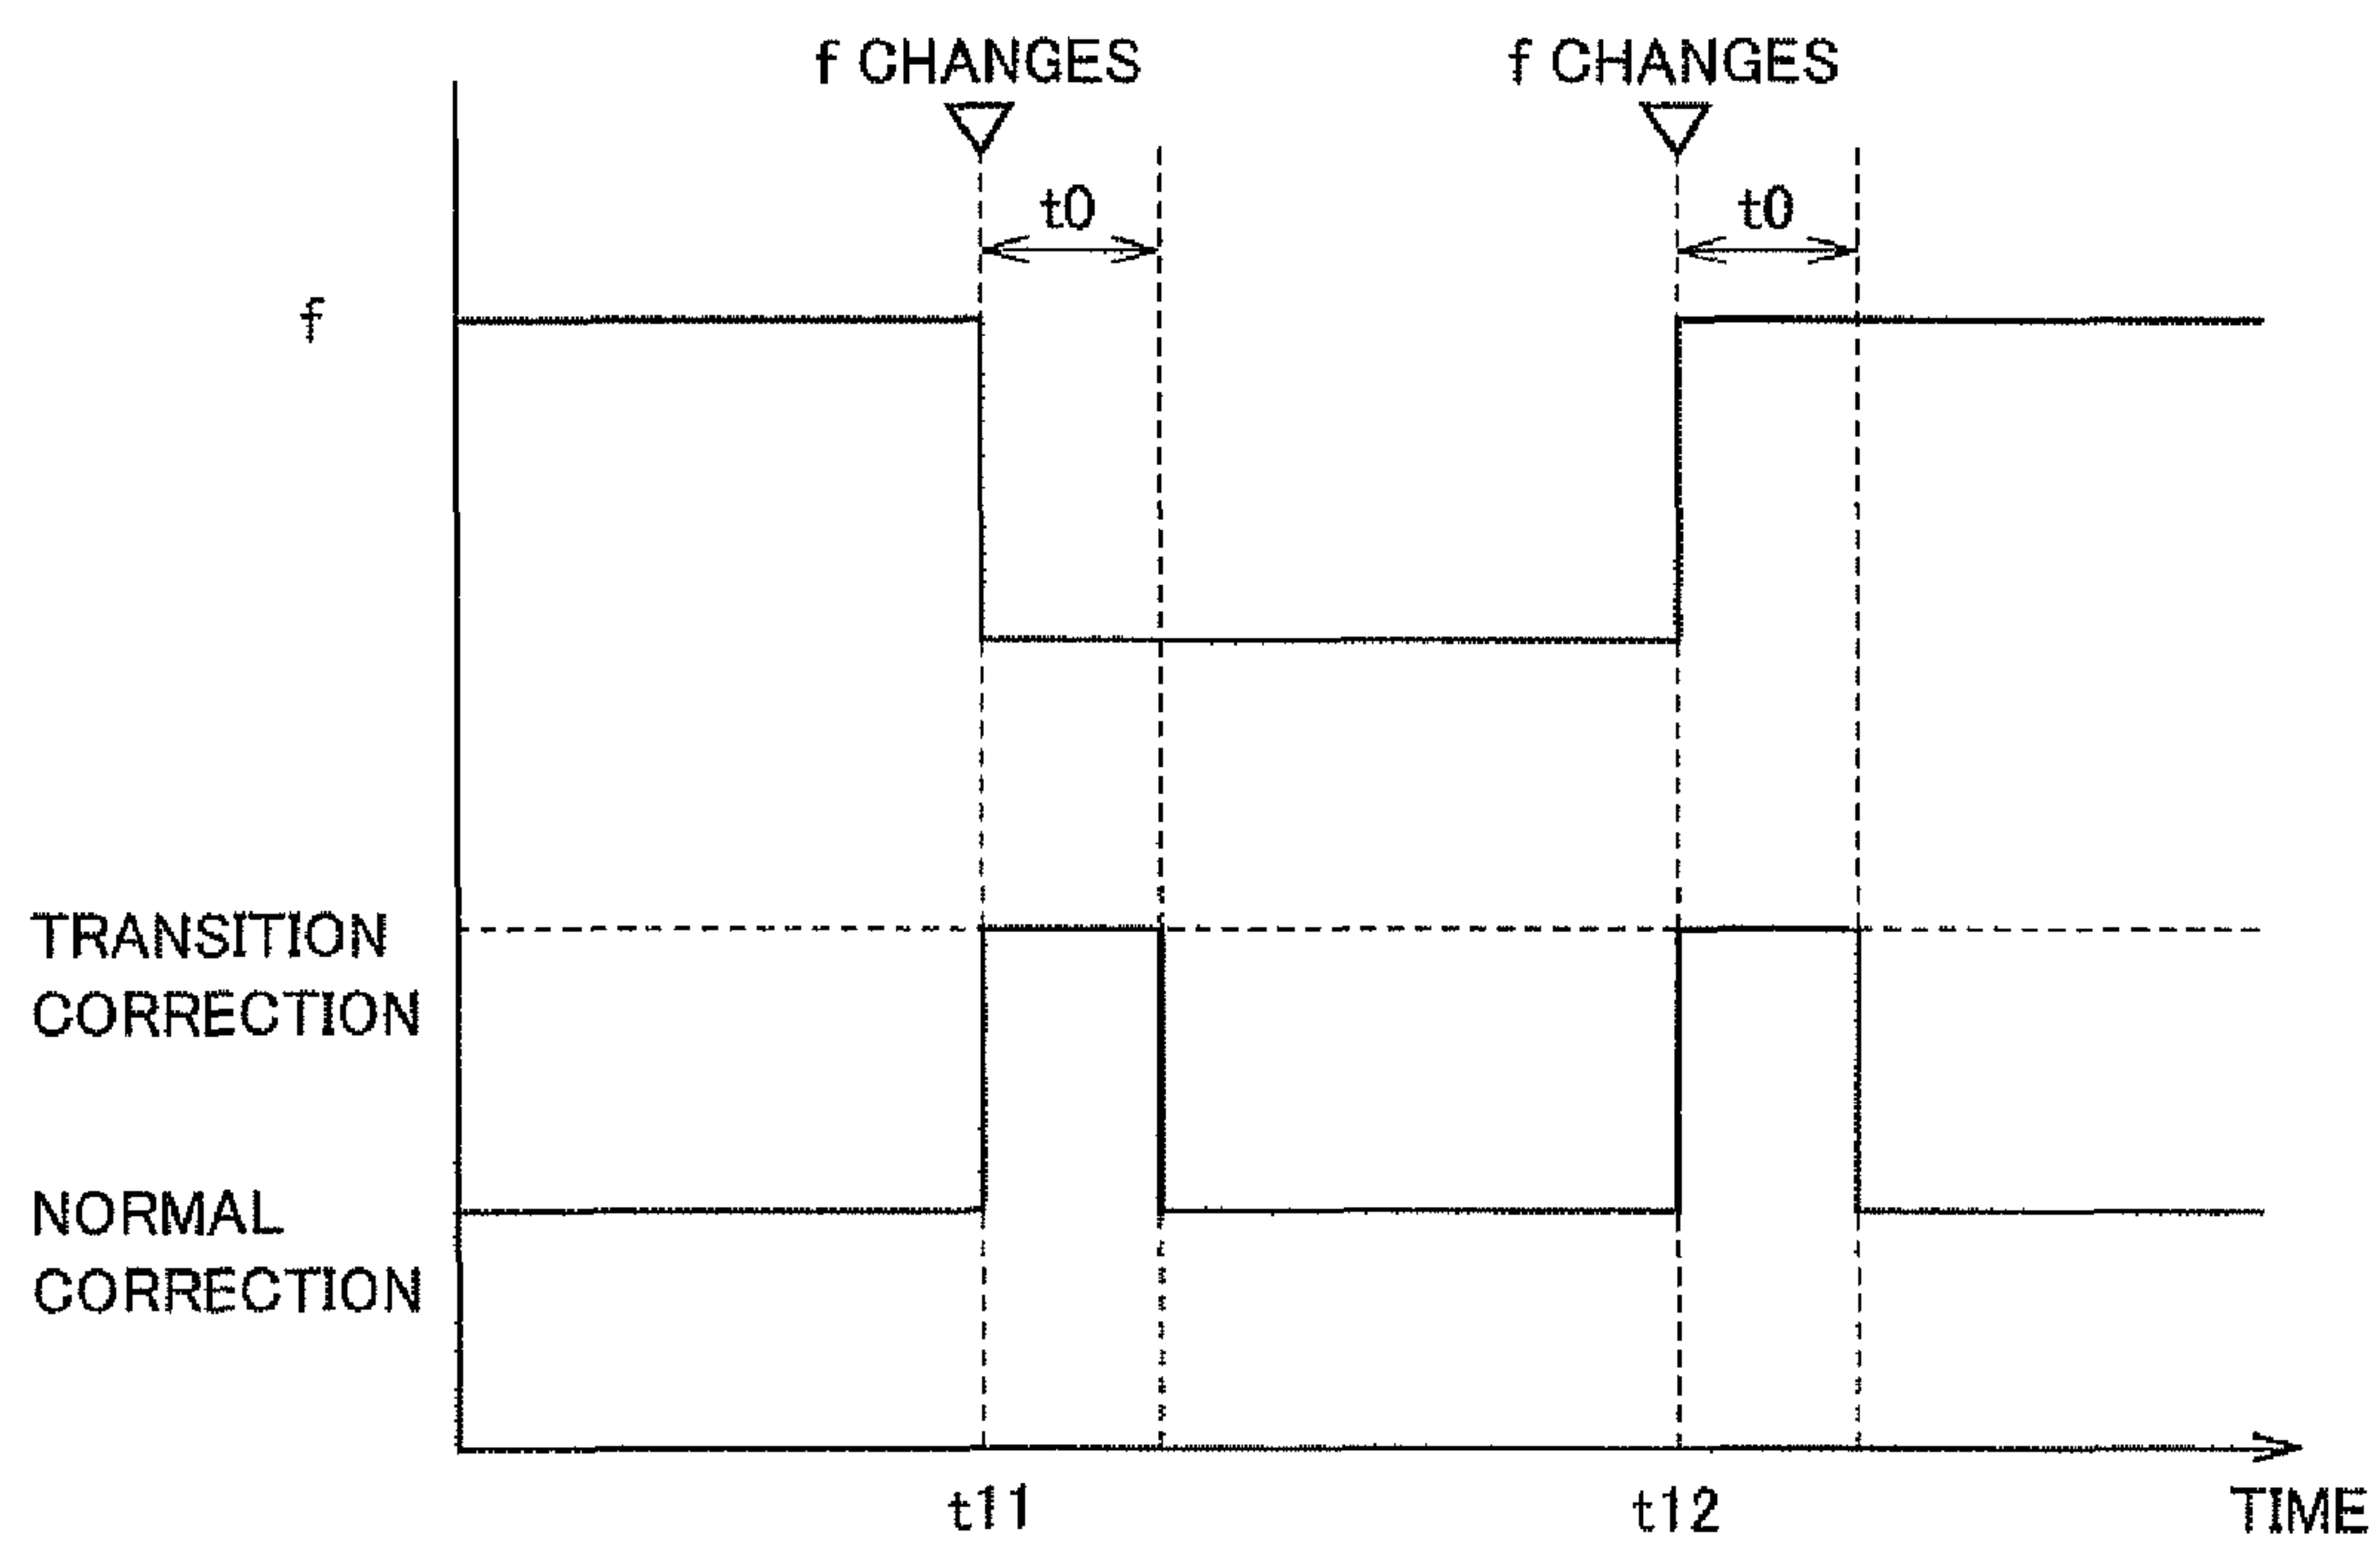 f CHANGES
f CHANGES
t0
t0
f
TRANSITION
CORRECTION
NORMAL
CORRECTION
t11
t12
TIME